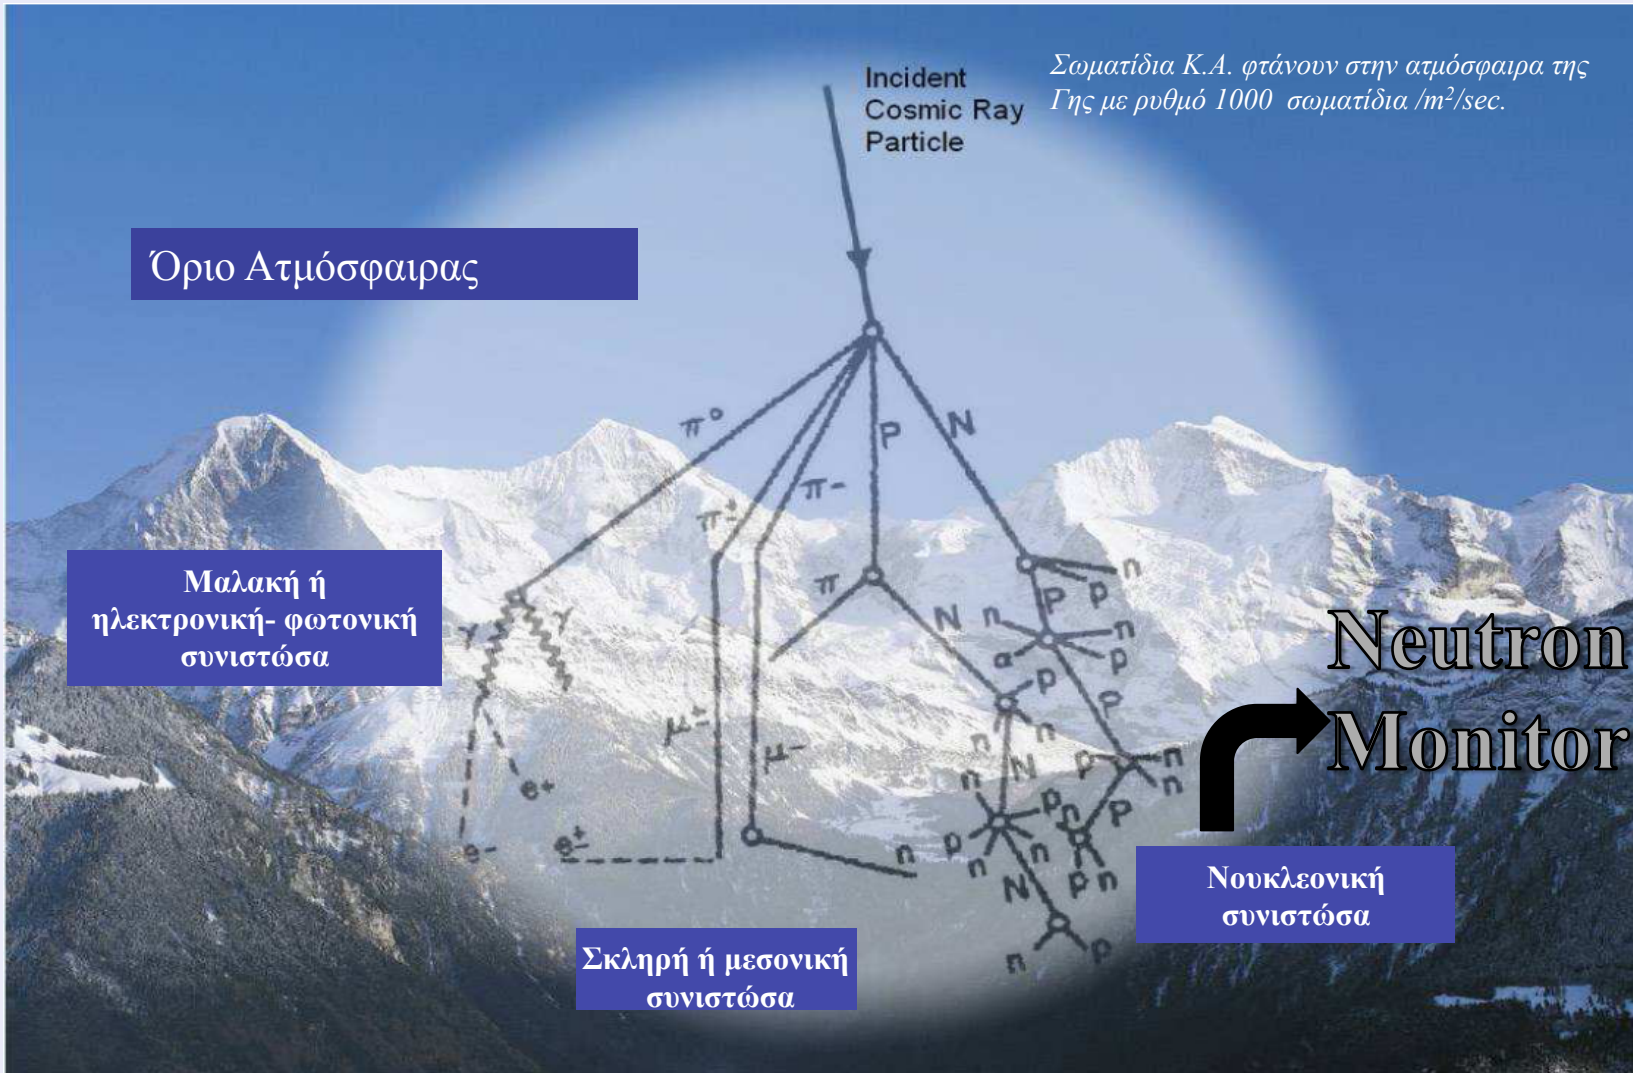 Incident
Cosmic Ray
Particle
Σωματίδια Κ.Α. φτάνουν στην ατμόσφαιρα της
Γης με ρυθμό 1000 σωματίδια /m²/sec.
Όριο Ατμόσφαιρας
π°
P
N
π-
π±
n
p
P
π
Μαλακή ή
ηλεκτρονική- φωτονική
συνιστώσα
γ
γ
N
n
n
α
p
p
P
Neutron
Monitor
μ±
μ-
n
n
n
N
p
n
n
e+
e-
e±
p
n
P
n
p
n
n
N
p
n
Νουκλεονική
συνιστώσα
Σκληρή ή μεσονική
συνιστώσα
n
p